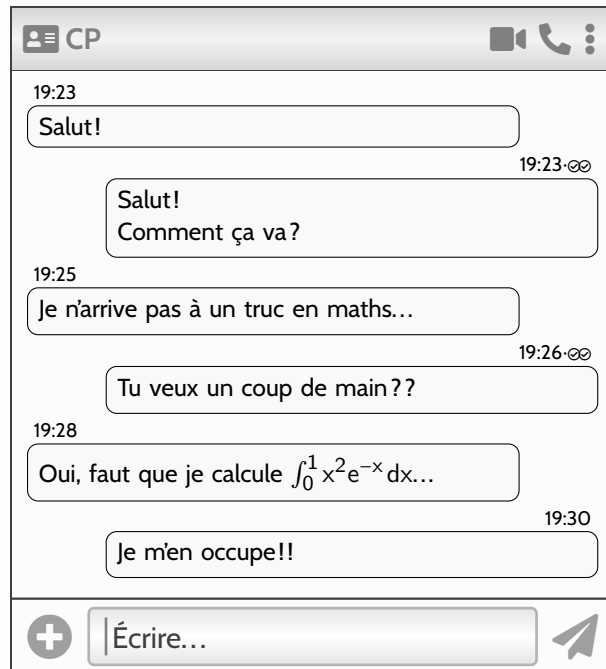 CP
19:23
Salut!
19:23·
Salut!
Comment ça va?
19:25
Je n'arrive pas à un truc en maths...
19:26·
Tu veux un coup de main??
19:28
Oui, faut que je calcule ∫₀¹ x²e⁻ˣ dx...
19:30
Je m'en occupe!!
Écrire...